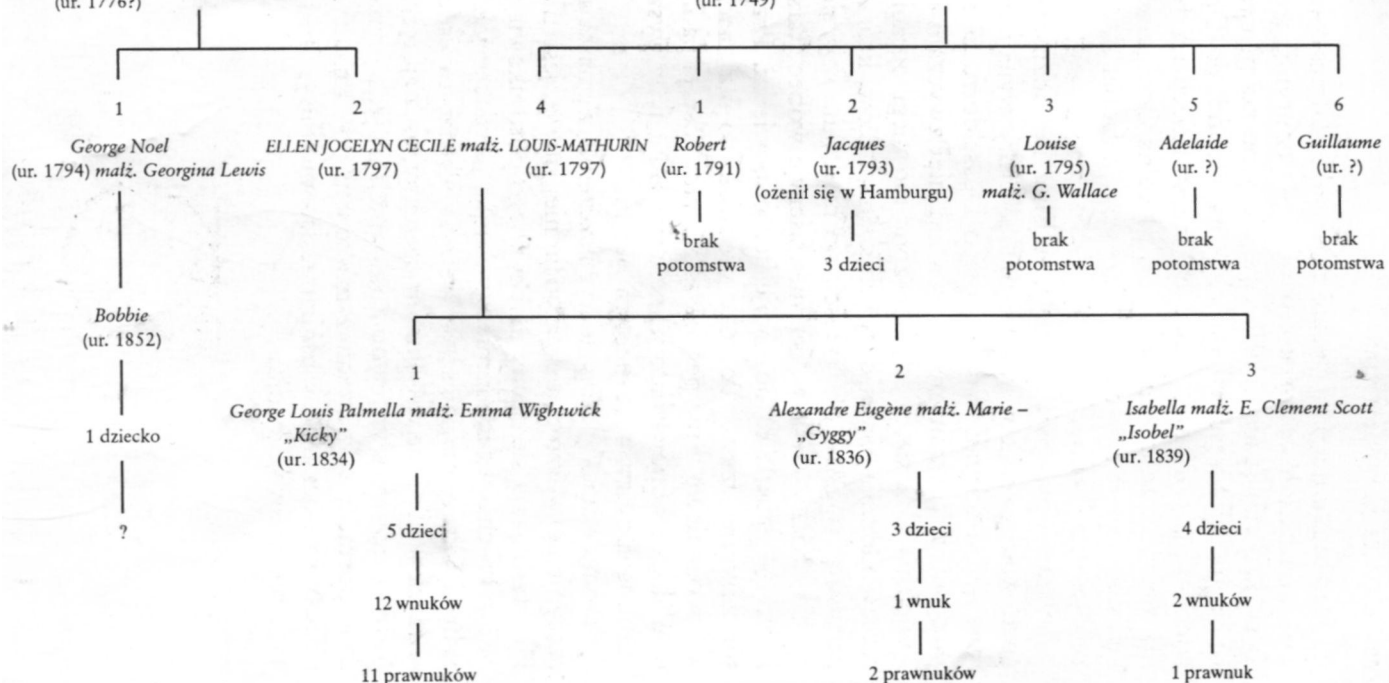 (ur. 1776?)
(ur. 1749)
1
2
4
1
2
3
5
6
George Noel
(ur. 1794) małż. Georgina Lewis
ELLEN JOCELYN CECILE małż. LOUIS-MATHURIN
(ur. 1797)
(ur. 1797)
Robert
(ur. 1791)
Jacques
(ur. 1793)
(ożenił się w Hamburgu)
Louise
(ur. 1795)
małż. G. Wallace
Adelaide
(ur. ?)
Guillaume
(ur. ?)
brak
potomstwa
3 dzieci
brak
potomstwa
brak
potomstwa
brak
potomstwa
Bobbie
(ur. 1852)
1 dziecko
?
1
2
3
George Louis Palmella małż. Emma Wightwick
„Kicky”
(ur. 1834)
Alexandre Eugène małż. Marie –
„Gyggy”
(ur. 1836)
Isabella małż. E. Clement Scott
„Isobel”
(ur. 1839)
5 dzieci
3 dzieci
4 dzieci
12 wnuków
1 wnuk
2 wnuków
11 prawnuków
2 prawnuków
1 prawnuk